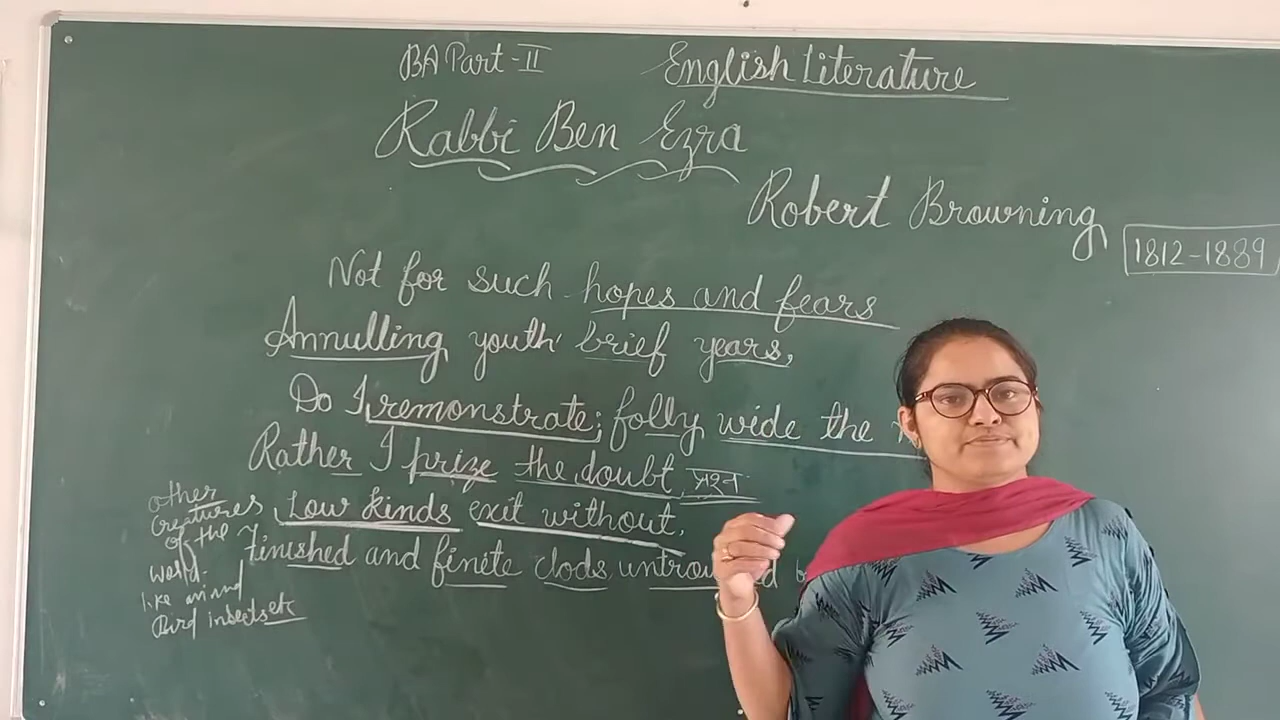 BA Part-II English Literature
Rabbi Ben Ezra
Robert Browning
1812-1889
Not for such hopes and fears
Annulling youth' brief years,
Do I remonstrate; folly wide the
Rather I prize the doubt प्रश्न
Low kinds exit without,
finished and finite clods, untrou
other
creatures
of the
world.
like animal
Bird insects etc